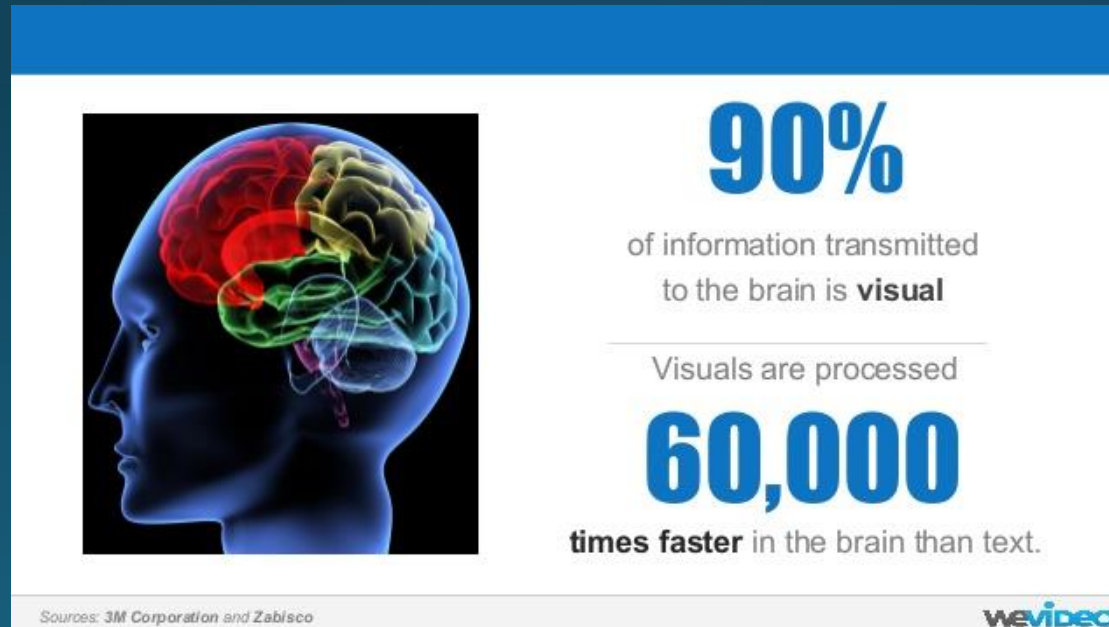 90%
of information transmitted
to the brain is visual
Visuals are processed
60,000
times faster in the brain than text.
Sources: 3M Corporation and Zabisco
wevideo